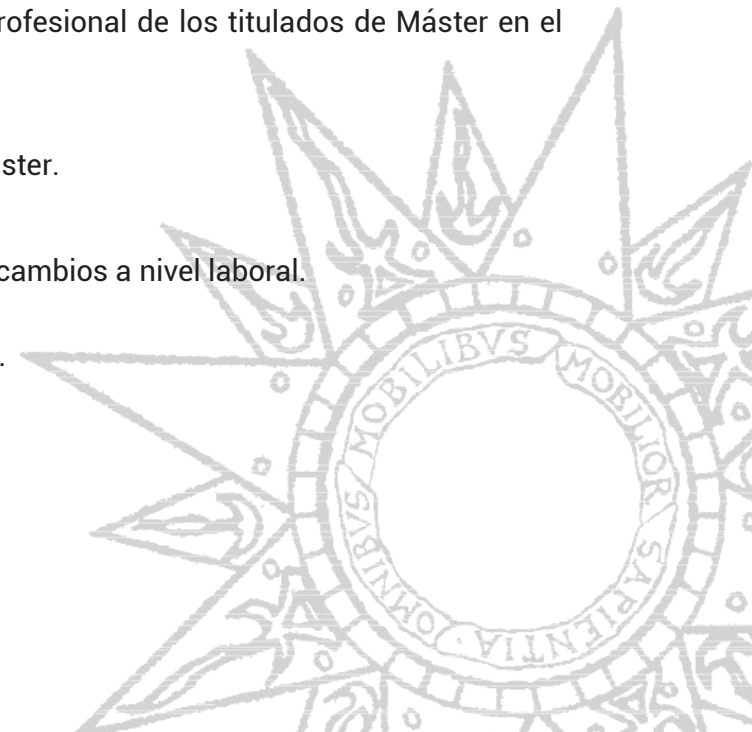 rofesional de los titulados de Máster en el
ster.
cambios a nivel laboral.
.
OMNIBVS MOBILIBVS MOBILIOR SAPIENTIA